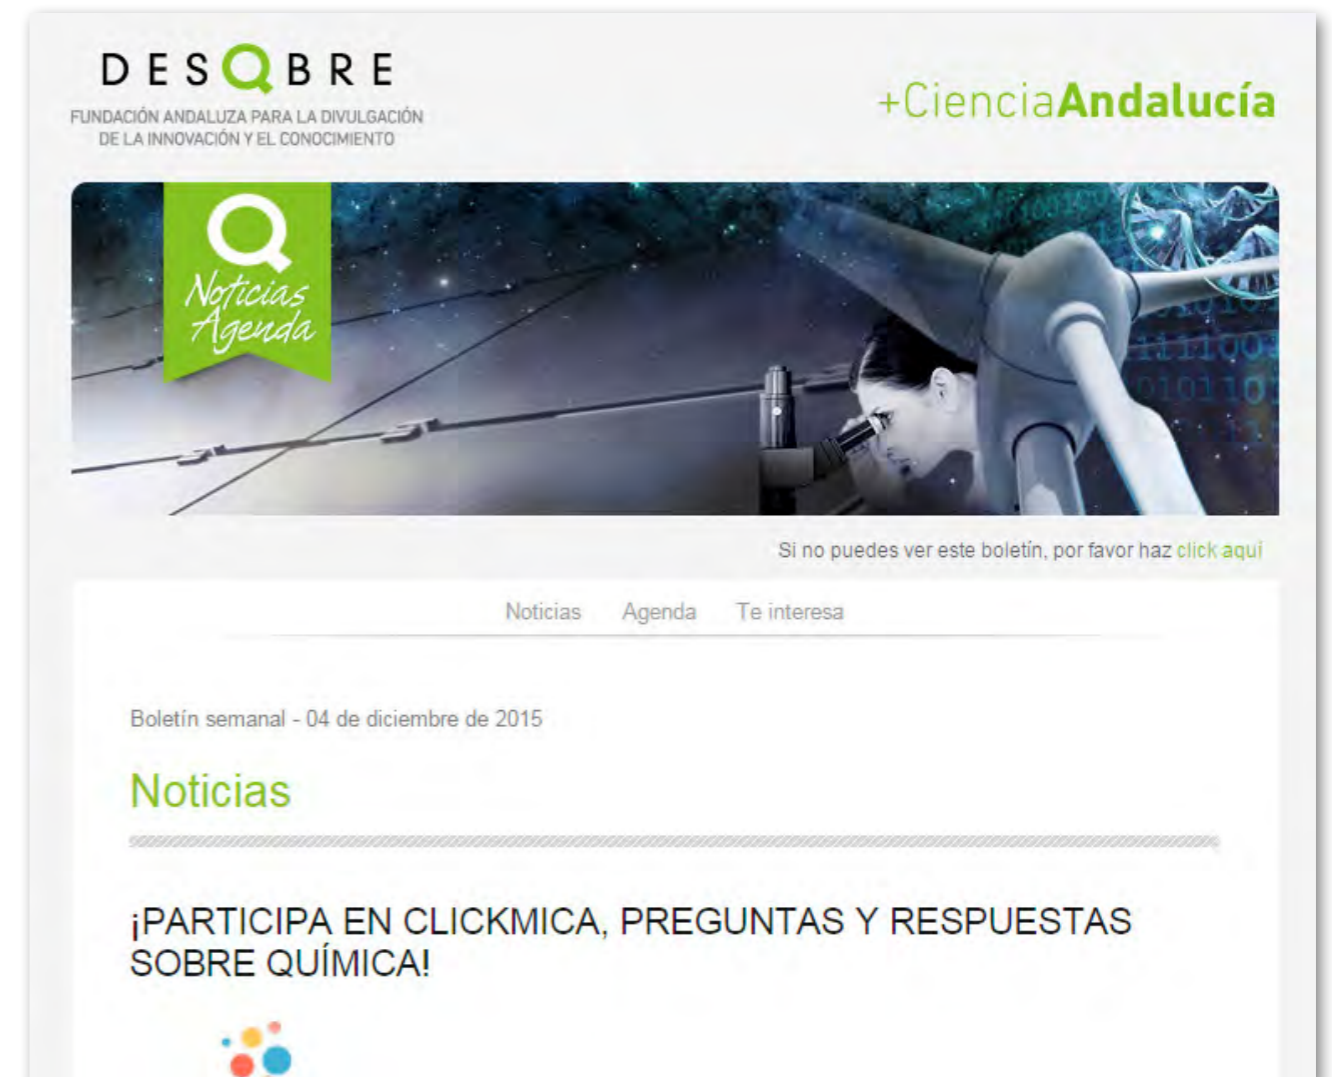 DESQBRE
FUNDACIÓN ANDALUZA PARA LA DIVULGACIÓN
DE LA INNOVACIÓN Y EL CONOCIMIENTO
+CienciaAndalucía
Noticias
Agenda
Si no puedes ver este boletín, por favor haz click aquí
Noticias Agenda Te interesa
Boletín semanal - 04 de diciembre de 2015
Noticias
¡PARTICIPA EN CLICKMICA, PREGUNTAS Y RESPUESTAS
SOBRE QUÍMICA!